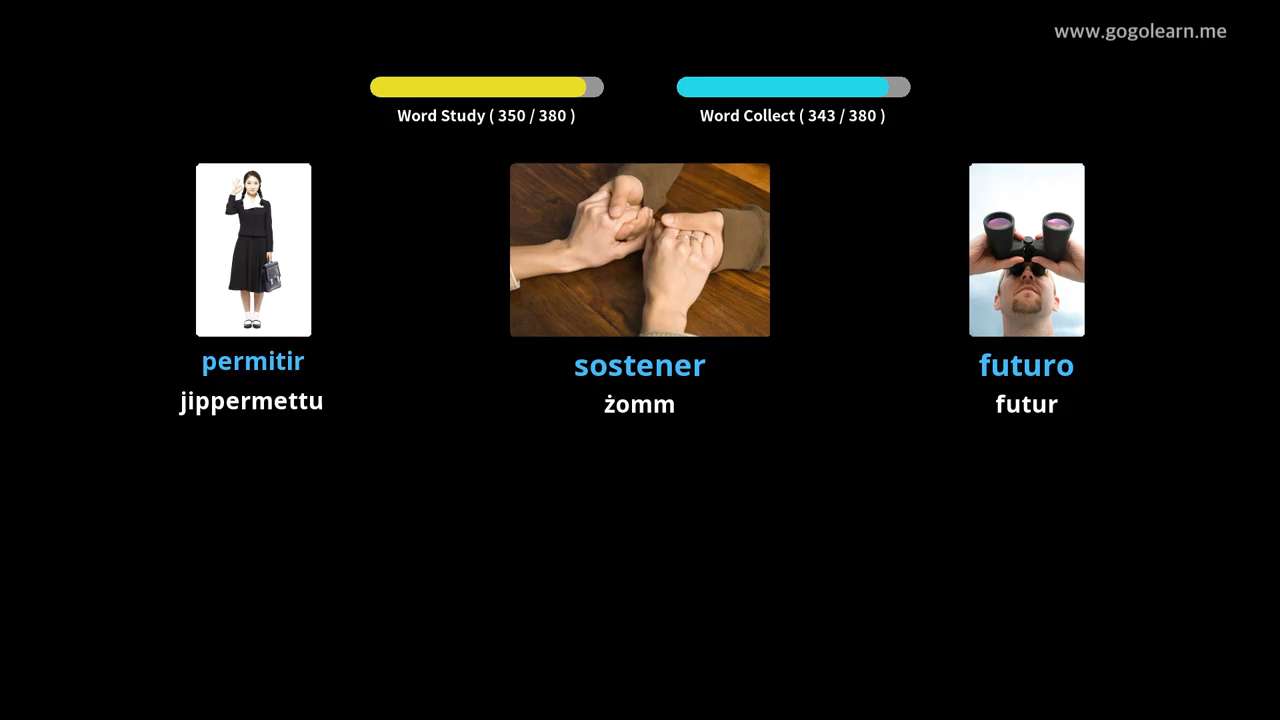 www.gogolearn.me
Word Study ( 350 / 380 )
Word Collect ( 343 / 380 )
permitir
jippermettu
sostener
żomm
futuro
futur